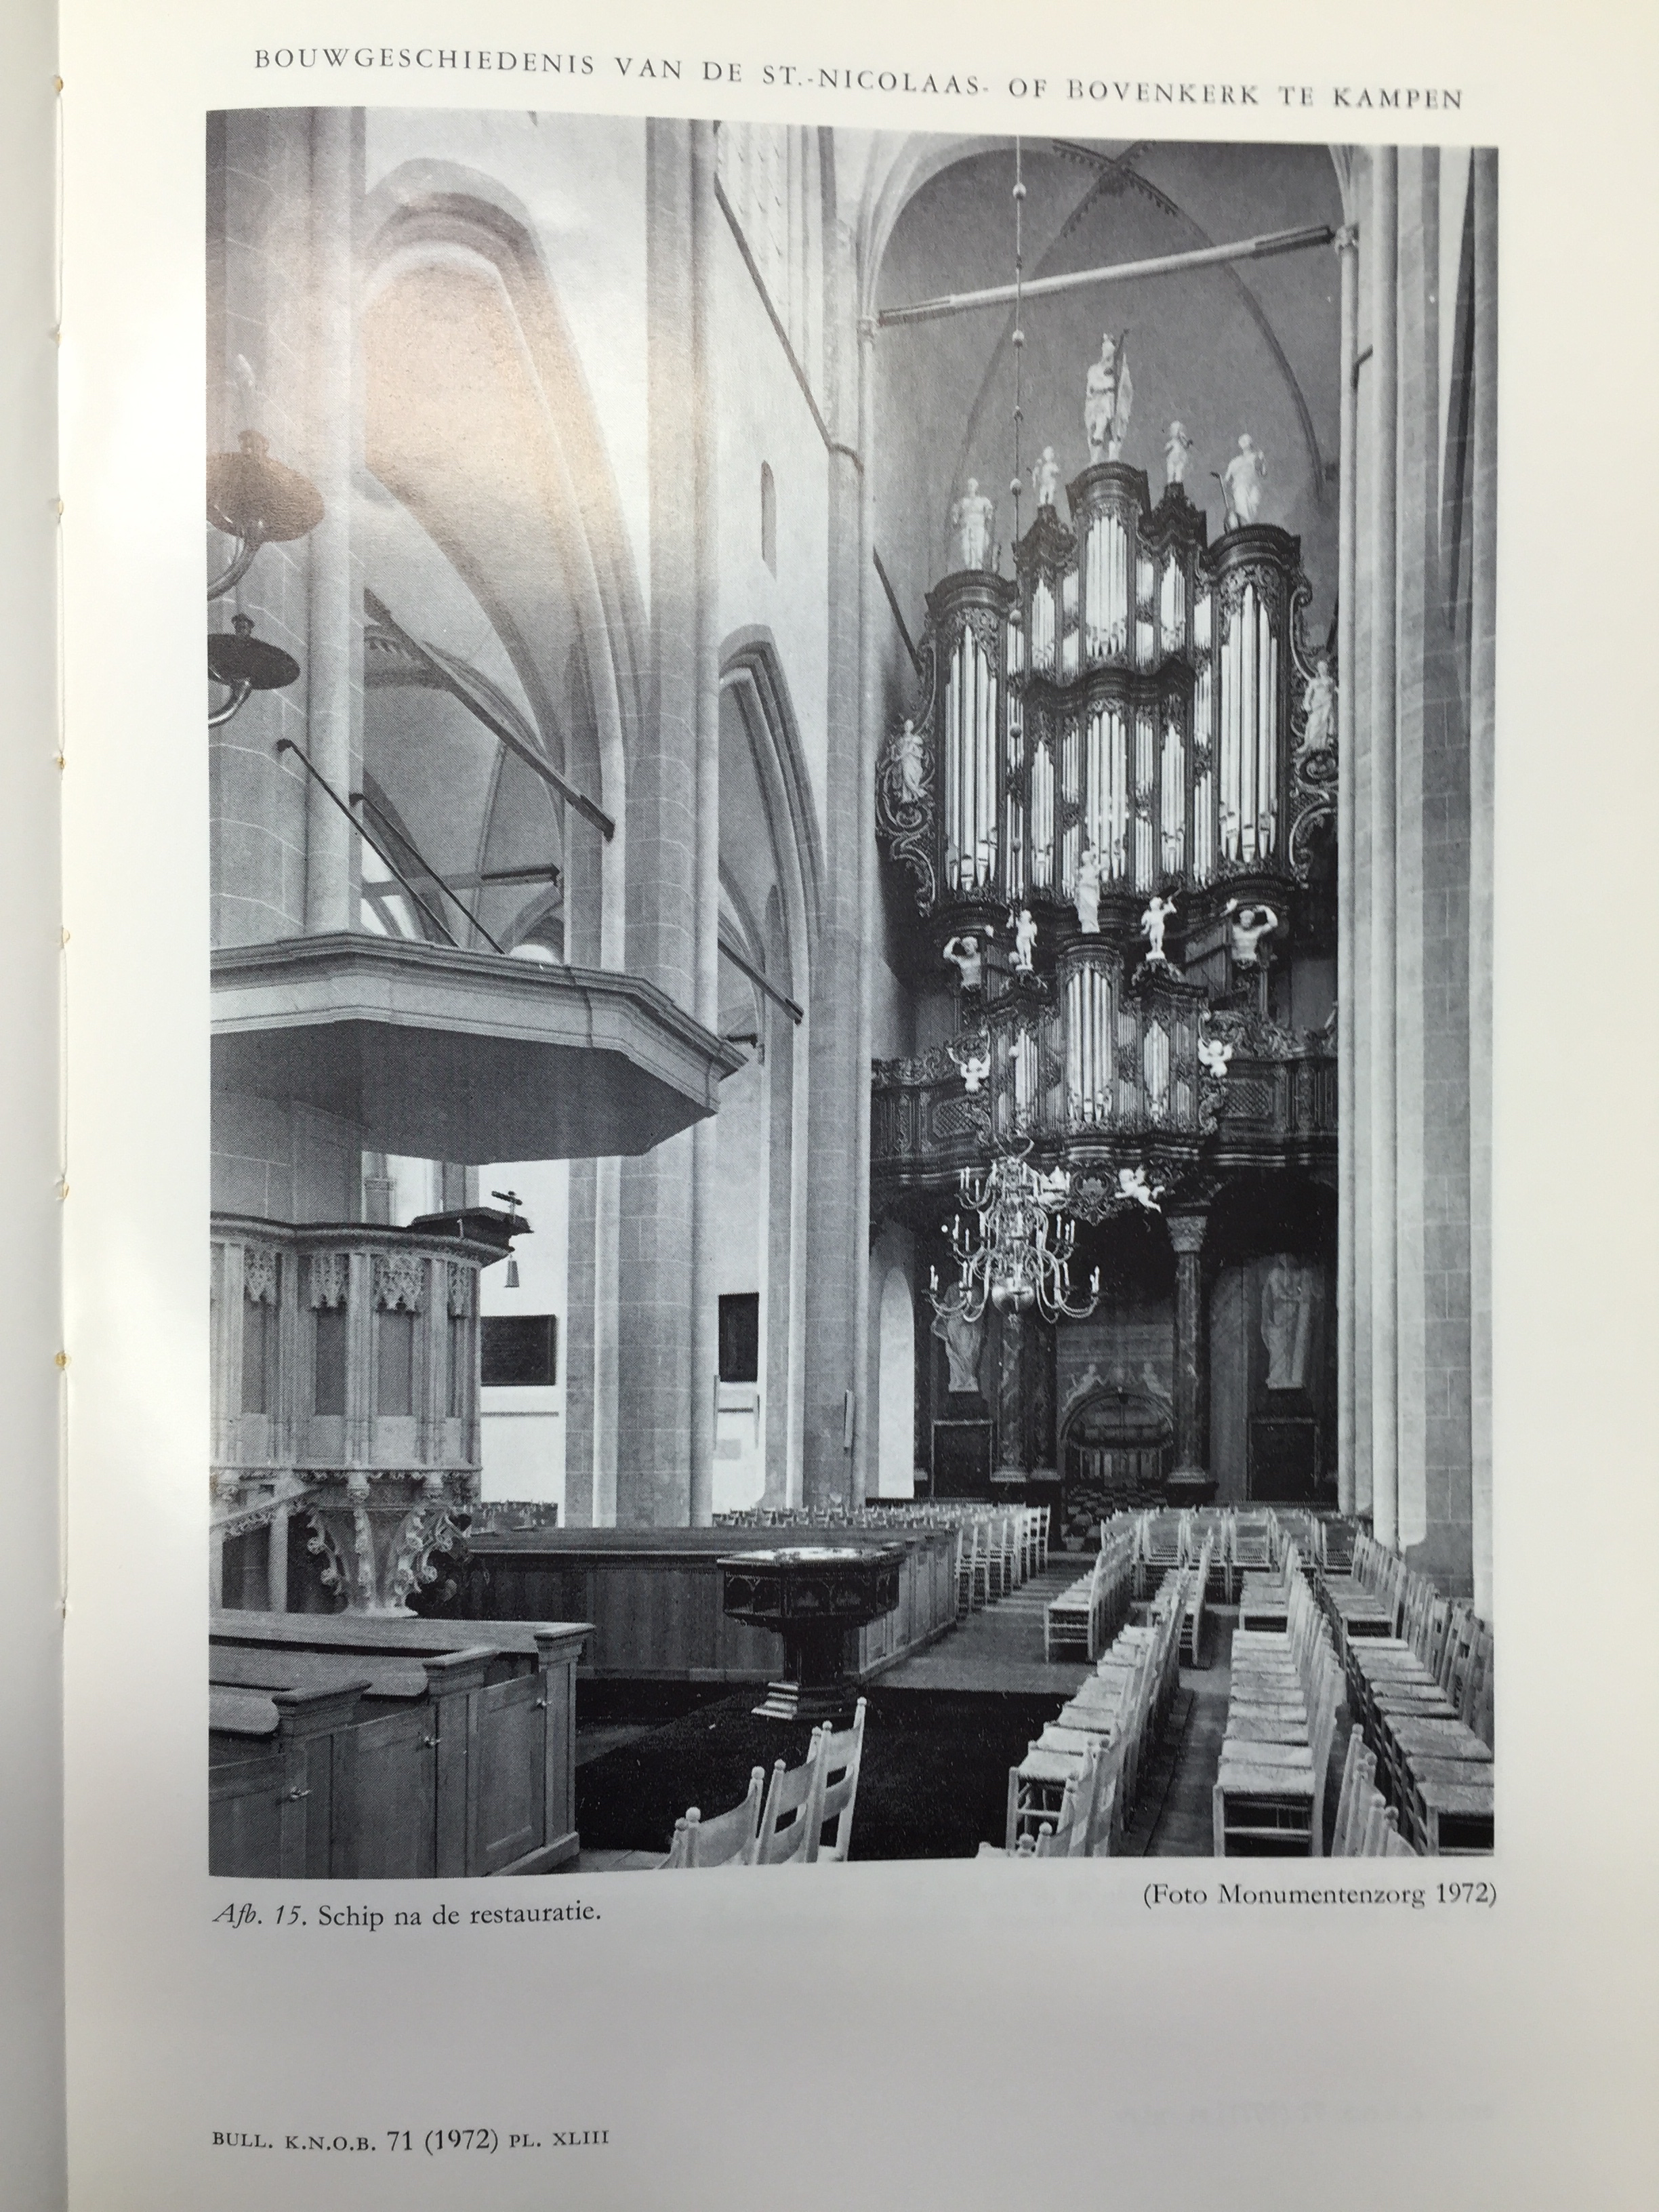 BOUWGESCHIEDENIS VAN DE ST.-NICOLAAS- OF BOVENKERK TE KAMPEN
Afb. 15. Schip na de restauratie.
(Foto Monumentenzorg 1972)
BULL. K.N.O.B. 71 (1972) PL. XLIII